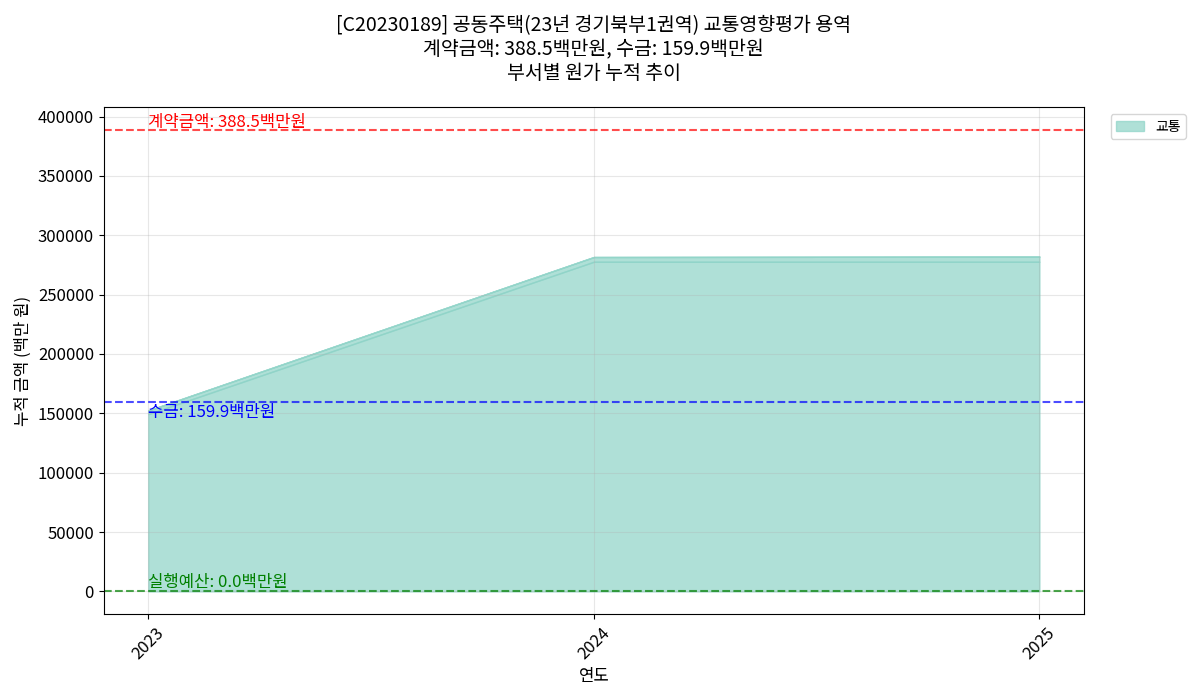 [C20230189] 공동주택(23년 경기북부1권역) 교통영향평가 용역
계약금액: 388.5백만원, 수금: 159.9백만원
부서별 원가 누적 추이
교통
누적 금액 (백만 원)
400000
350000
300000
250000
200000
150000
100000
50000
0
계약금액: 388.5백만원
수금: 159.9백만원
실행예산: 0.0백만원
2023
2024
2025
연도